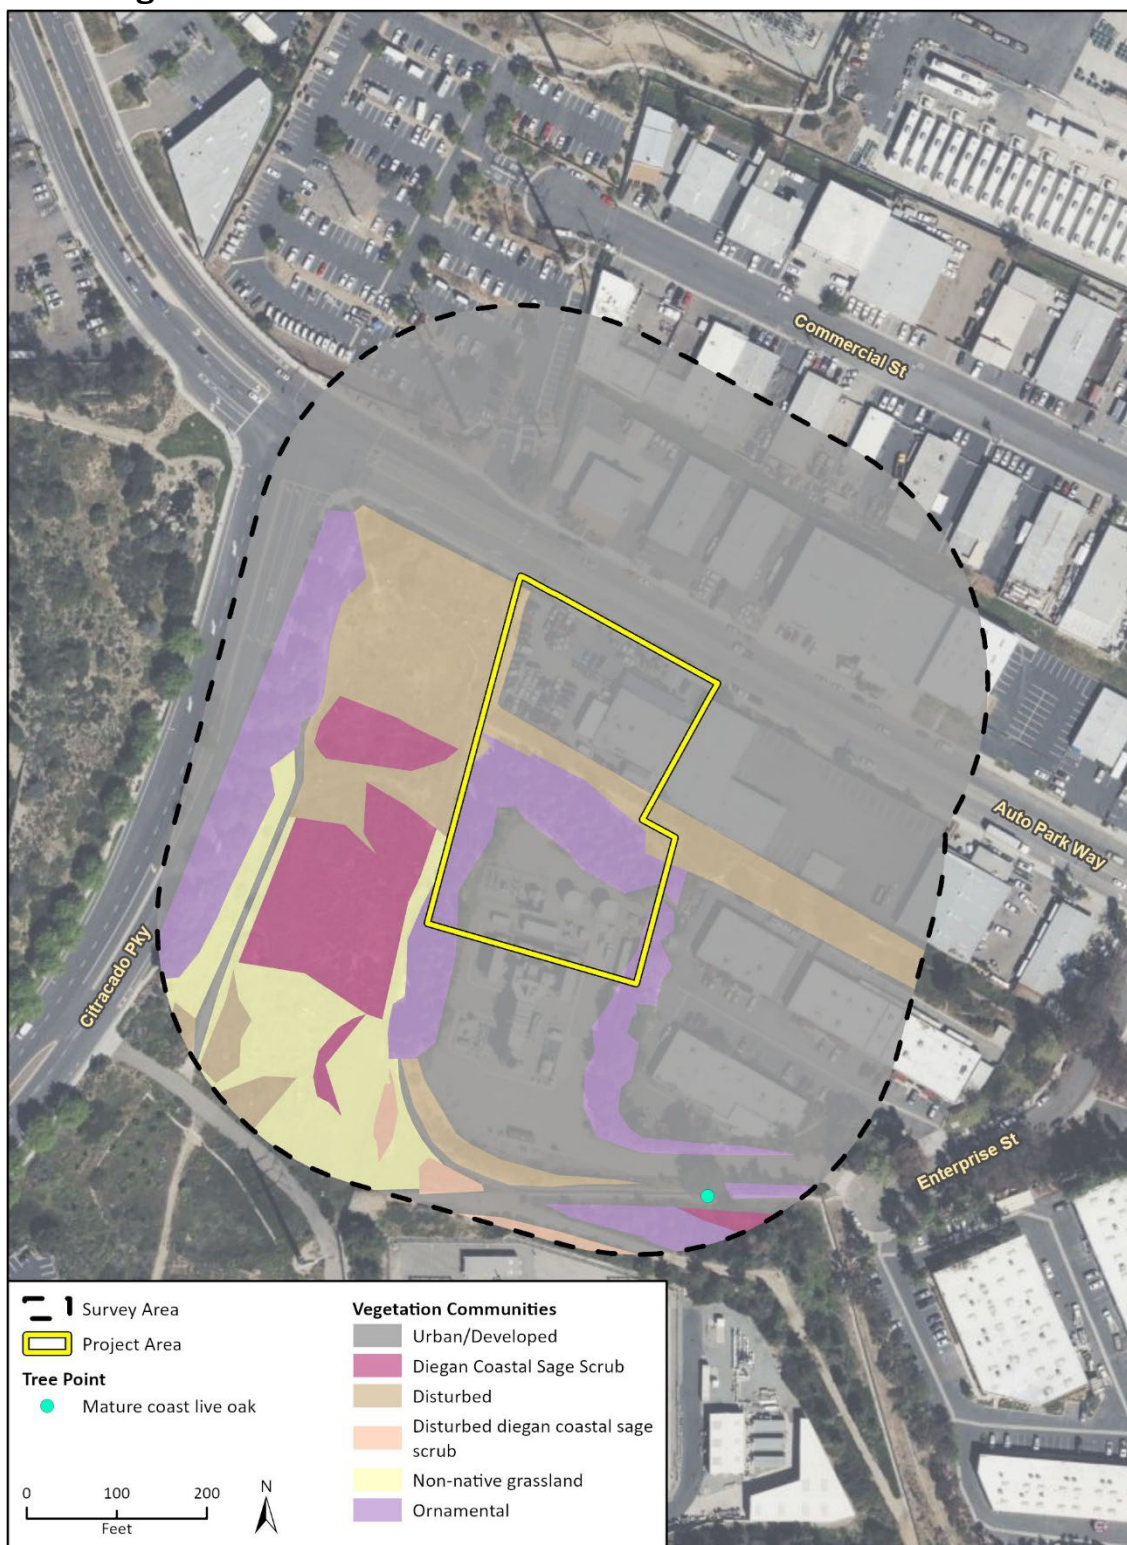 Commercial St
Auto Park Way
Citracado Pky
Enterprise St
Survey Area
Project Area
Tree Point
Mature coast live oak
0 100 200
Feet
N
Vegetation Communities
Urban/Developed
Diegan Coastal Sage Scrub
Disturbed
Disturbed diegan coastal sage
scrub
Non-native grassland
Ornamental